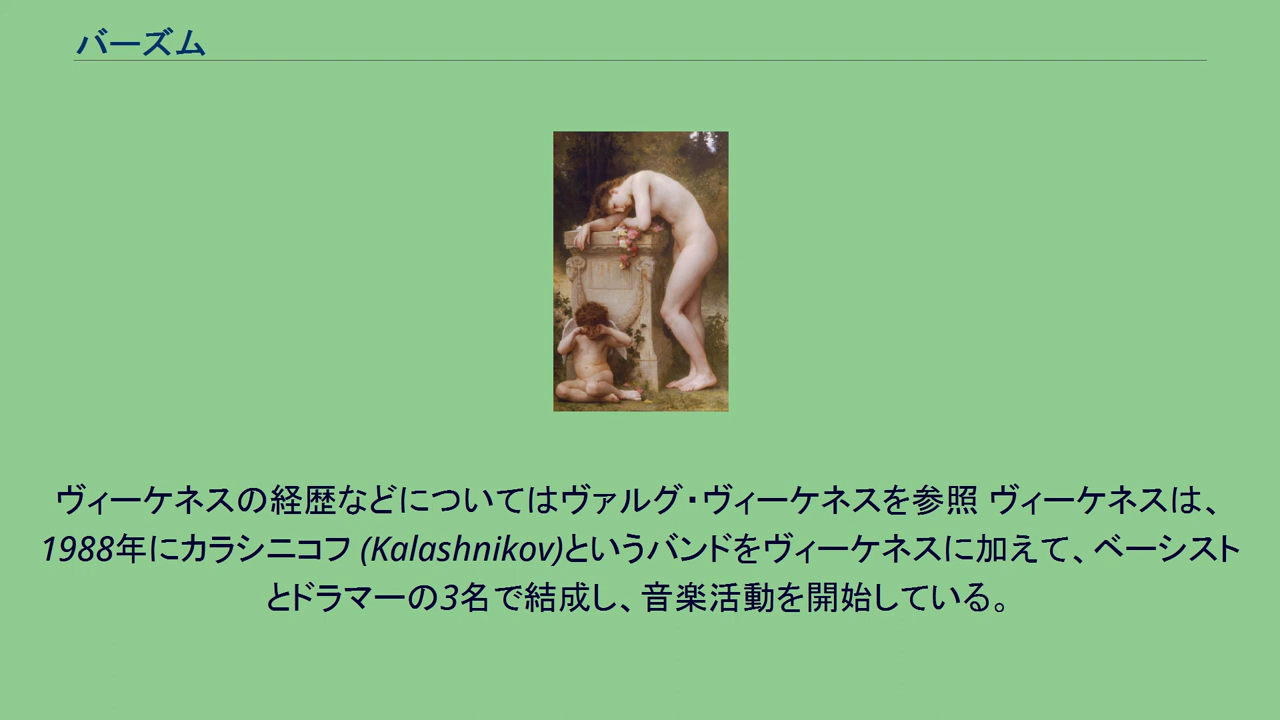 バーズム
ヴィーケネスの経歴などについてはヴァルグ・ヴィーケネスを参照 ヴィーケネスは、
1988年にカラシニコフ (Kalashnikov)というバンドをヴィーケネスに加えて、ベーシスト
とドラマーの3名で結成し、音楽活動を開始している。